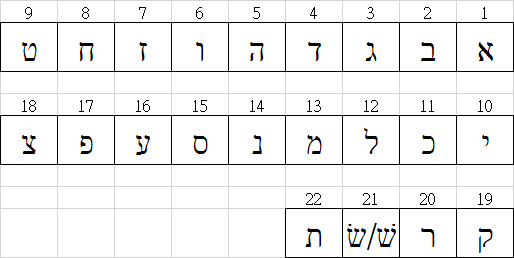 1 2 3 4 5 6 7 8 9
א ב ג ד ה ו ז ח ט
10 11 12 13 14 15 16 17 18
י כ ל מ נ ס ע פ צ
19 20 21 22
ק ר שׁ/שׂ ת